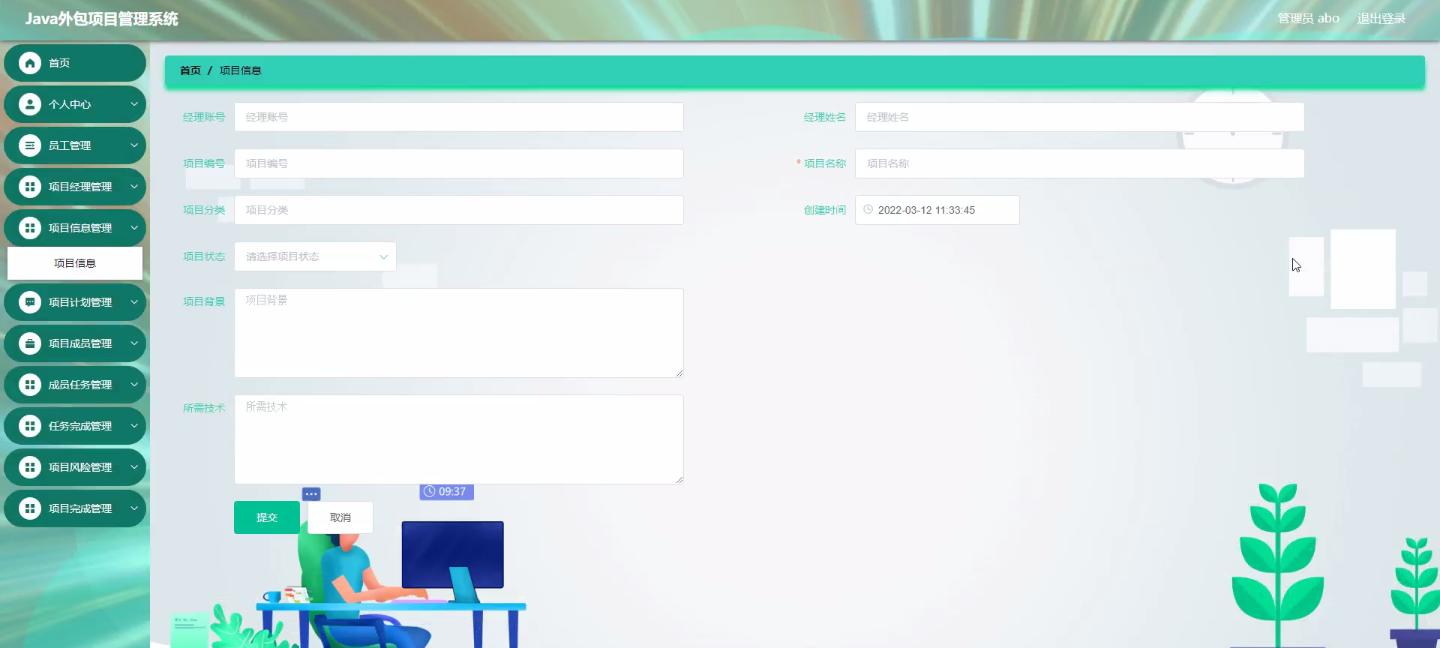 Java外包项目管理系统
管理员 abo 退出登录
首页
个人中心
员工管理
项目经理管理
项目信息管理
项目信息
项目计划管理
项目成员管理
成员任务管理
任务完成管理
项目风险管理
项目完成管理
首页 / 项目信息
经理账号 经理账号
经理姓名 经理姓名
项目编号 项目编号
* 项目名称 项目名称
项目分类 项目分类
创建时间 2022-03-12 11:33:45
项目状态 请选择项目状态
项目背景 项目背景
所需技术 所需技术
09:37
提交 取消